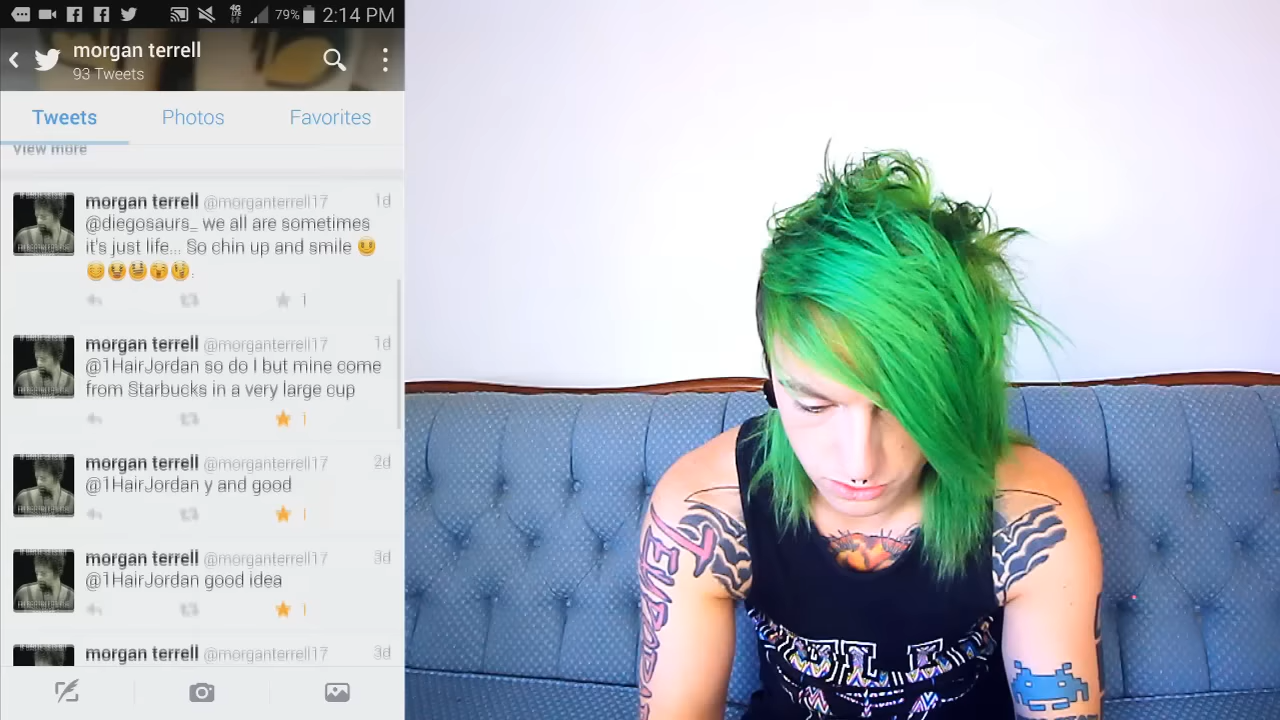 79% 2:14 PM
morgan terrell
93 Tweets
Tweets Photos Favorites
View more
morgan terrell @morganterrell17 1d
@diegosaurs_ we all are sometimes
it's just life... So chin up and smile 😃
😊😆😆😲😲.
1
morgan terrell @morganterrell17 1d
@1HairJordan so do I but mine come
from Starbucks in a very large cup
1
morgan terrell @morganterrell17 2d
@1HairJordan y and good
1
morgan terrell @morganterrell17 3d
@1HairJordan good idea
1
morgan terrell @morganterrell17 3d